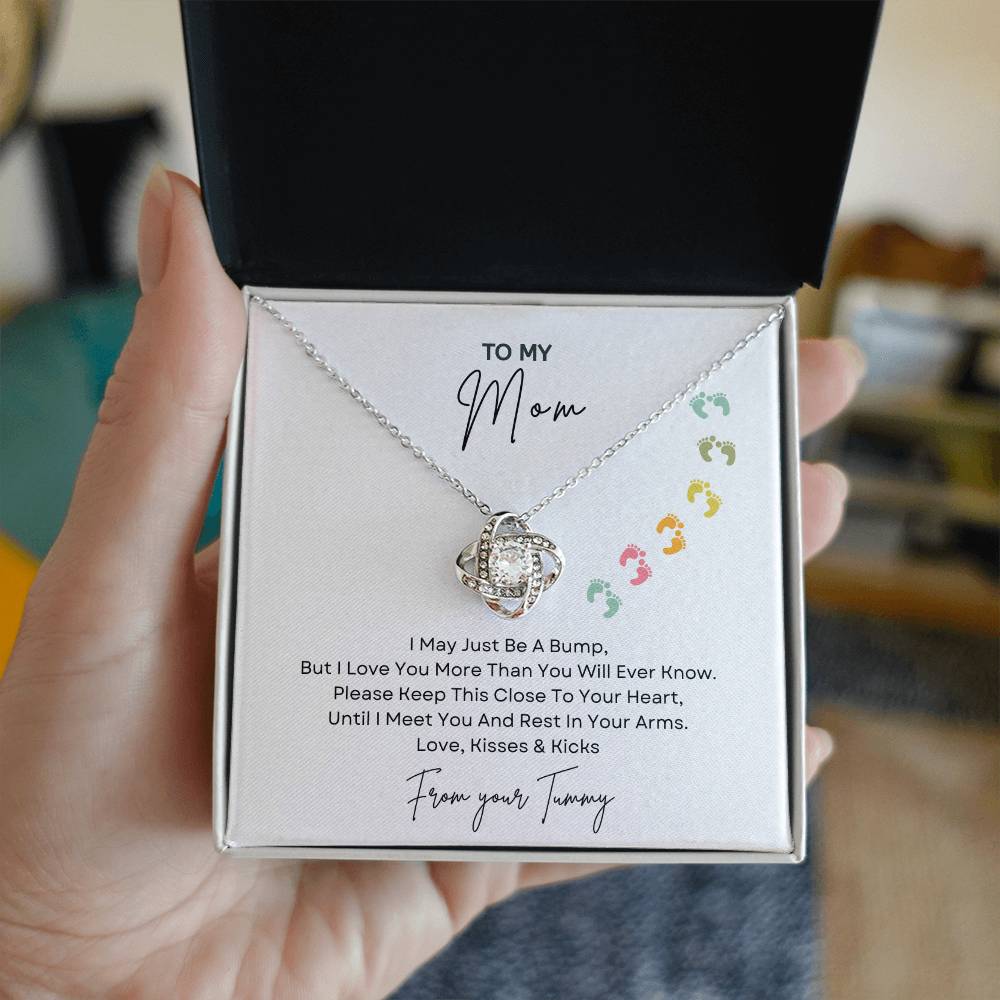 TO MY
Mom
I May Just Be A Bump,
But I Love You More Than You Will Ever Know.
Please Keep This Close To Your Heart,
Until I Meet You And Rest In Your Arms.
Love, Kisses & Kicks
From your Tummy